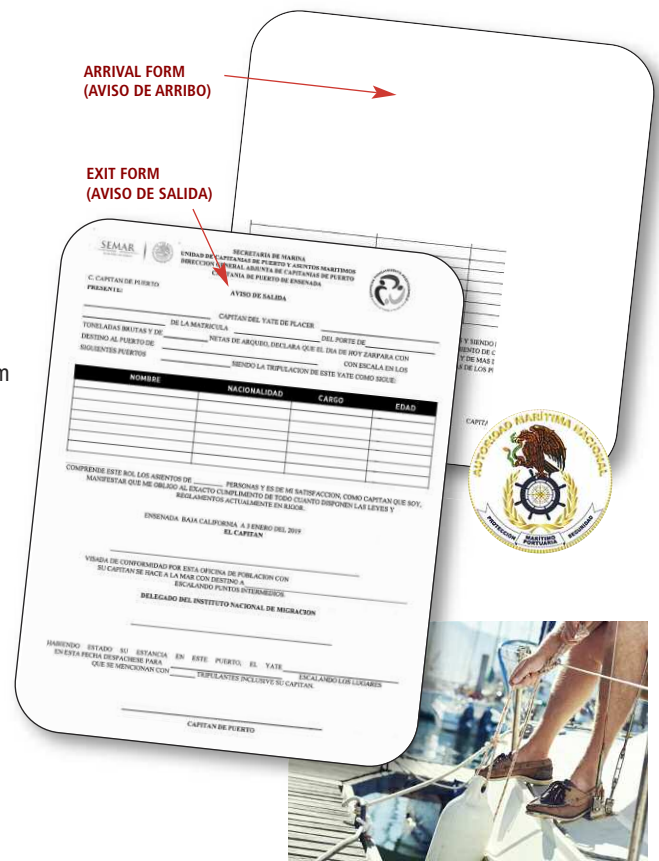 ARRIVAL FORM
(AVISO DE ARRIBO)
EXIT FORM
(AVISO DE SALIDA)
m
SEMAR
SECRETARIA DE MARINA
UNIDAD DE CAPITANIAS DE PUERTO Y ASUNTOS MARITIMOS
DIRECCION GENERAL ADJUNTA DE CAPITANIAS DE PUERTO
CAPITANIA DE PUERTO DE ENSENADA
C. CAPITAN DE PUERTO
PRESENTE:
AVISO DE SALIDA
CAPITAN DEL YATE DE PLACER
DE LA MATRICULA DEL PORTE DE
TONELADAS BRUTAS Y DE NETAS DE ARQUEO, DECLARA QUE EL DIA DE HOY ZARPARA CON
DESTINO AL PUERTO DE CON ESCALA EN LOS
SIGUIENTES PUERTOS SIENDO LA TRIPULACION DE ESTE YATE COMO SIGUE:
NOMBRE NACIONALIDAD CARGO EDAD
COMPRENDE ESTE ROL LOS ASIENTOS DE PERSONAS Y ES DE MI SATISFACCION, COMO CAPITAN QUE SOY,
MANIFESTAR QUE ME OBLIGO AL EXACTO CUMPLIMENTO DE TODO CUANTO DISPONEN LAS LEYES Y
REGLAMENTOS ACTUALMENTE EN RIGOR.
ENSENADA BAJA CALIFORNIA A 3 ENERO DEL 2019
EL CAPITAN
VISADA DE CONFORMIDAD POR ESTA OFICINA DE POBLACION CON
SU CAPITAN SE HACE A LA MAR CON DESTINO A
ESCALANDO PUNTOS INTERMEDIOS
DELEGADO DEL INSTITUTO NACIONAL DE MIGRACION
HABIENDO ESTADO SU ESTANCIA EN ESTE PUERTO, EL YATE ESCALANDO LOS LUGARES
EN ESTA FECHA DESPACHESE PARA
QUE SE MENCIONAN CON TRIPULANTES INCLUSIVE SU CAPITAN.
CAPITAN DE PUERTO
Y SIENDO
IENTO DE C
Y DE MAS
S DE LOS P
CAPITA
AUTORIDAD MARÍTIMA NACIONAL
PROTECCIÓN MARÍTIMO PORTUARIA SEGURIDAD